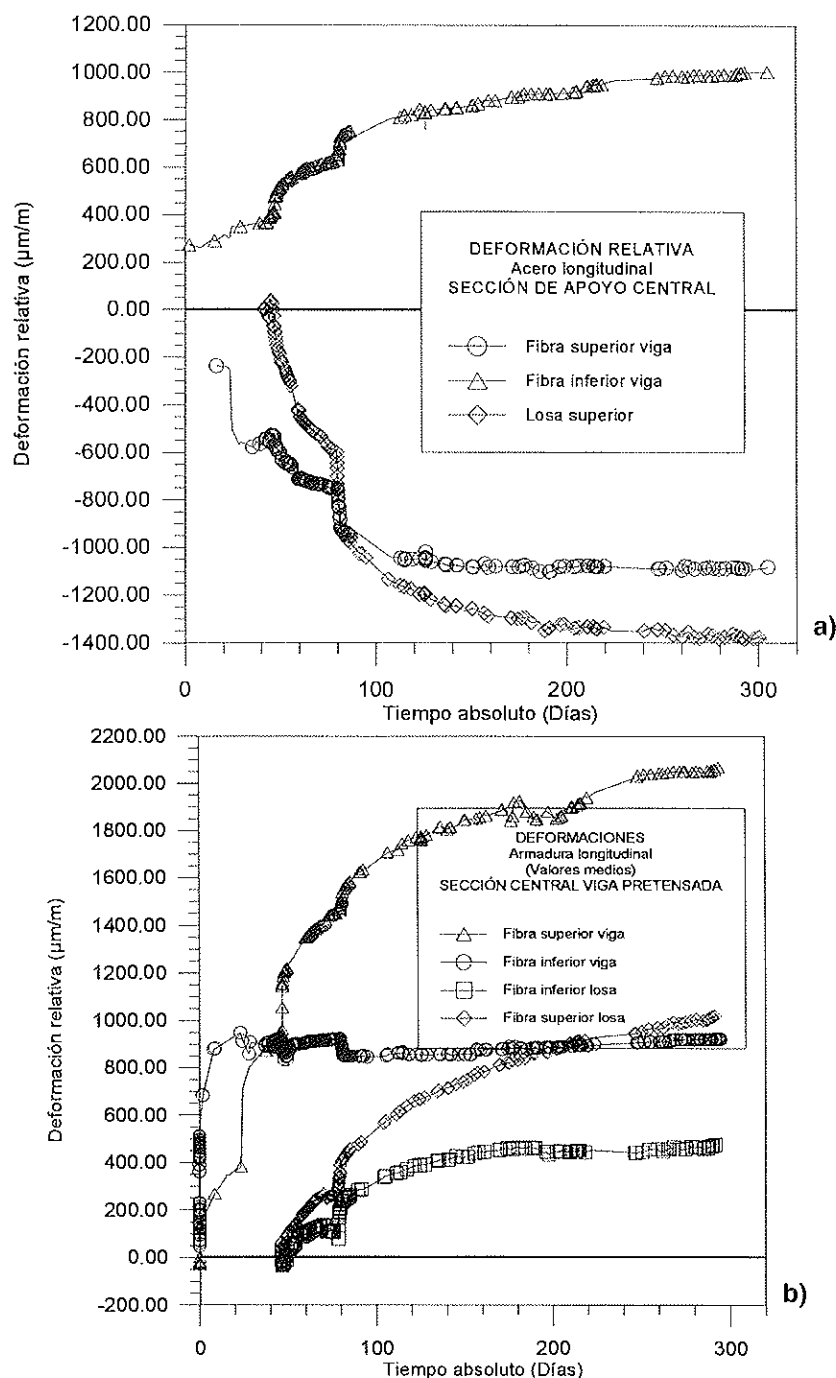 1200.00
1000.00
800.00
600.00
400.00
200.00
0.00
-200.00
-400.00
-600.00
-800.00
-1000.00
-1200.00
-1400.00
Deformación relativa (µm/m)
DEFORMACIÓN RELATIVA
Acero longitudinal
SECCIÓN DE APOYO CENTRAL
Fibra superior viga
Fibra inferior viga
Losa superior
0
100
200
300
Tiempo absoluto (Días)
a)
2200.00
2000.00
1800.00
1600.00
1400.00
1200.00
1000.00
800.00
600.00
400.00
200.00
0.00
-200.00
Deformación relativa (µm/m)
DEFORMACIONES
Armadura longitudinal
(Valores medios)
SECCIÓN CENTRAL VIGA PRETENSADA
Fibra superior viga
Fibra inferior viga
Fibra inferior losa
Fibra superior losa
0
100
200
300
Tiempo absoluto (Días)
b)